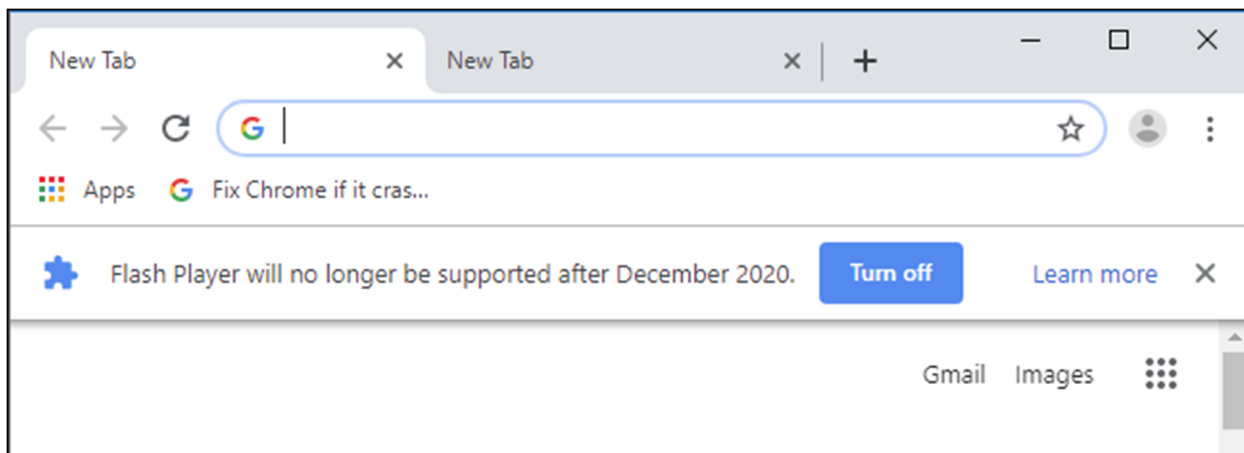 New Tab New Tab
Apps Fix Chrome if it cras...
Flash Player will no longer be supported after December 2020. Turn off Learn more
Gmail Images